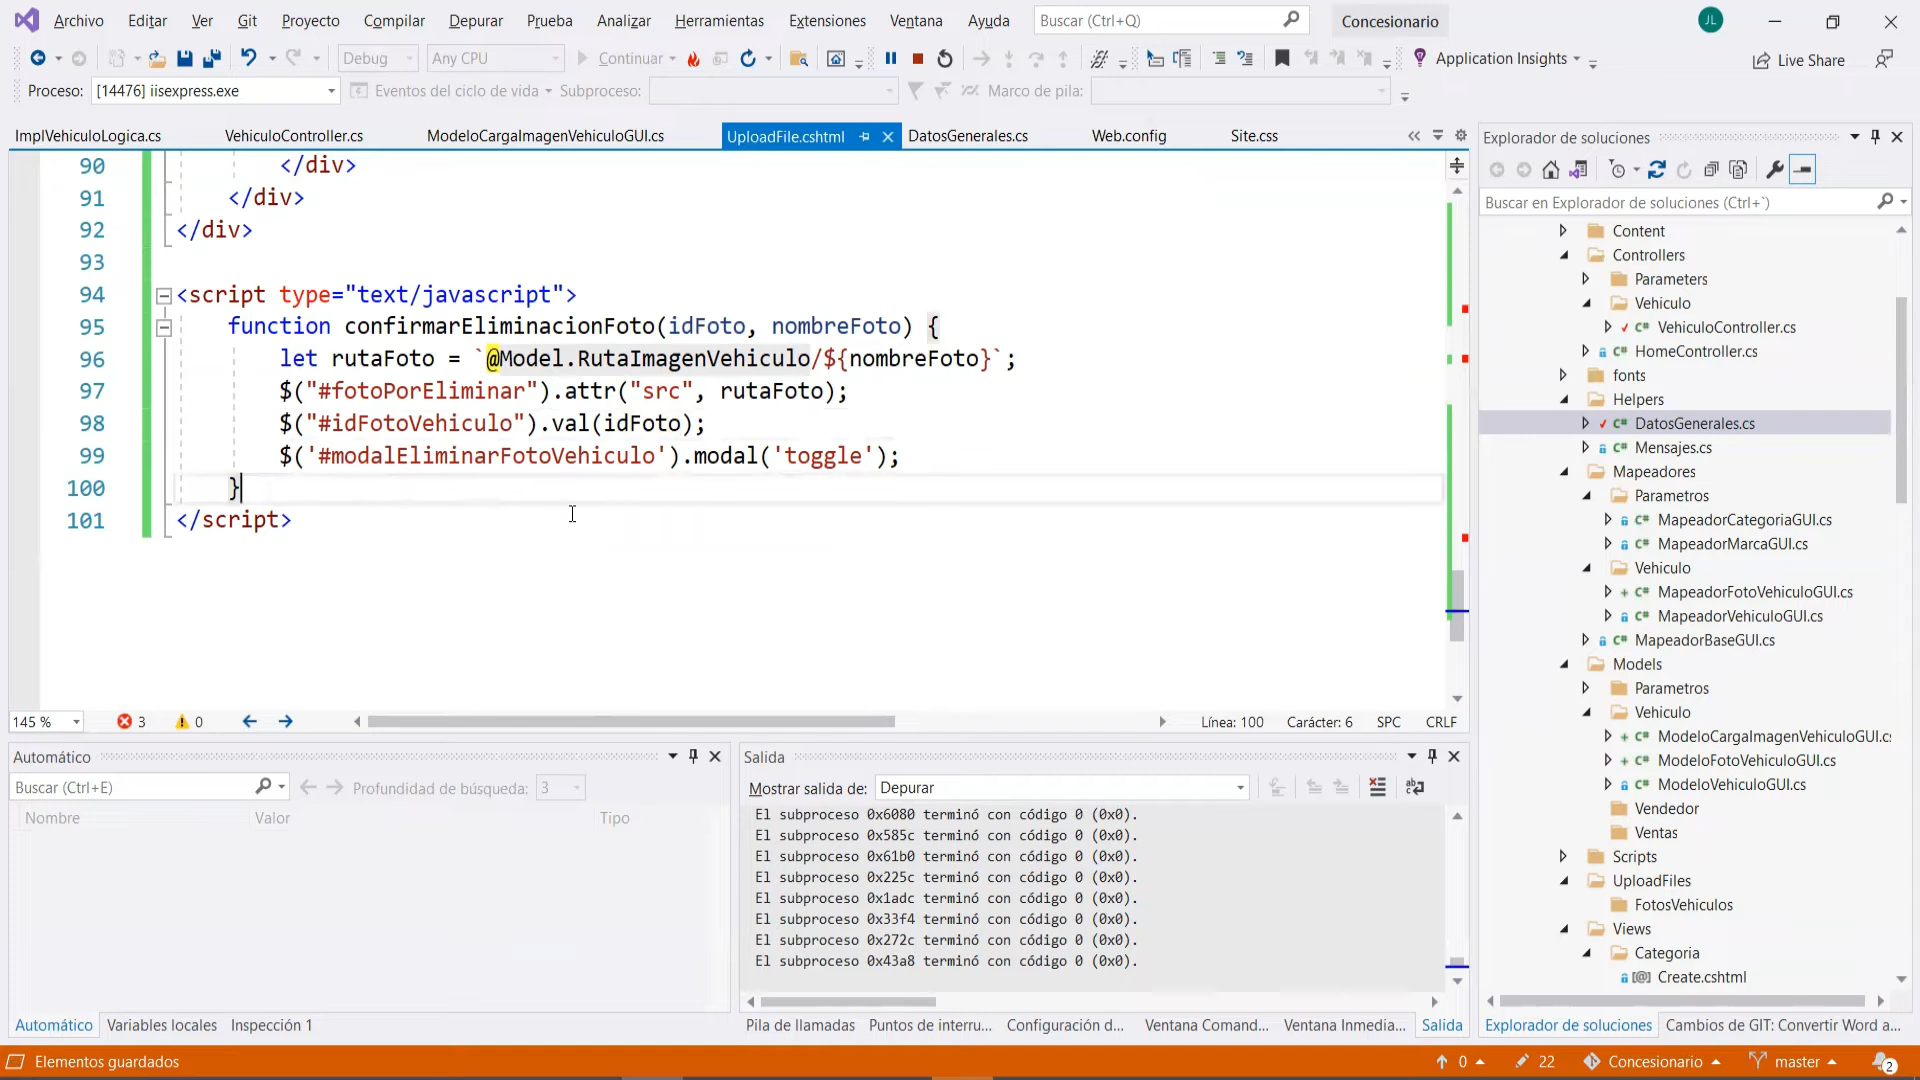 Archivo Editar Ver Git Proyecto Compilar Depurar Prueba Analizar Herramientas Extensiones Ventana Ayuda Buscar (Ctrl+Q) Concesionario JL
Debug Any CPU Continuar Application Insights Live Share
Proceso: [14476] iisexpress.exe Eventos del ciclo de vida Subproceso: Marco de pila:
ImplVehiculoLogica.cs VehiculoController.cs ModeloCargaImagenVehiculoGUI.cs UploadFile.cshtml DatosGenerales.cs Web.config Site.css
90 </div>
91 </div>
92 </div>
93
94 <script type="text/javascript">
95 function confirmarEliminacionFoto(idFoto, nombreFoto) {
96 let rutaFoto = `@Model.RutaImagenVehiculo/${nombreFoto}`;
97 $("#fotoPorEliminar").attr("src", rutaFoto);
98 $("#idFotoVehiculo").val(idFoto);
99 $('#modalEliminarFotoVehiculo').modal('toggle');
100 }
101 </script>
145 % 3 0 Línea: 100 Carácter: 6 SPC CRLF
Automático
Buscar (Ctrl+E) Profundidad de búsqueda: 3
Nombre Valor Tipo
Automático Variables locales Inspección 1
Salida
Mostrar salida de: Depurar
El subproceso 0x6080 terminó con código 0 (0x0).
El subproceso 0x585c terminó con código 0 (0x0).
El subproceso 0x61b0 terminó con código 0 (0x0).
El subproceso 0x225c terminó con código 0 (0x0).
El subproceso 0x1adc terminó con código 0 (0x0).
El subproceso 0x33f4 terminó con código 0 (0x0).
El subproceso 0x272c terminó con código 0 (0x0).
El subproceso 0x43a8 terminó con código 0 (0x0).
Pila de llamadas Puntos de interru... Configuración d... Ventana Comand... Ventana Inmedia... Salida
Explorador de soluciones
Buscar en Explorador de soluciones (Ctrl+`)
Content
Controllers
Parameters
Vehiculo
C# VehiculoController.cs
C# HomeController.cs
fonts
Helpers
C# DatosGenerales.cs
C# Mensajes.cs
Mapeadores
Parametros
C# MapeadorCategoriaGUI.cs
C# MapeadorMarcaGUI.cs
Vehiculo
C# MapeadorFotoVehiculoGUI.cs
C# MapeadorVehiculoGUI.cs
C# MapeadorBaseGUI.cs
Models
Parametros
Vehiculo
C# ModeloCargaImagenVehiculoGUI.cs
C# ModeloFotoVehiculoGUI.cs
C# ModeloVehiculoGUI.cs
Vendedor
Ventas
Scripts
UploadFiles
FotosVehiculos
Views
Categoria
[@] Create.cshtml
Explorador de soluciones Cambios de GIT: Convertir Word a...
Elementos guardados 0 22 Concesionario master 2